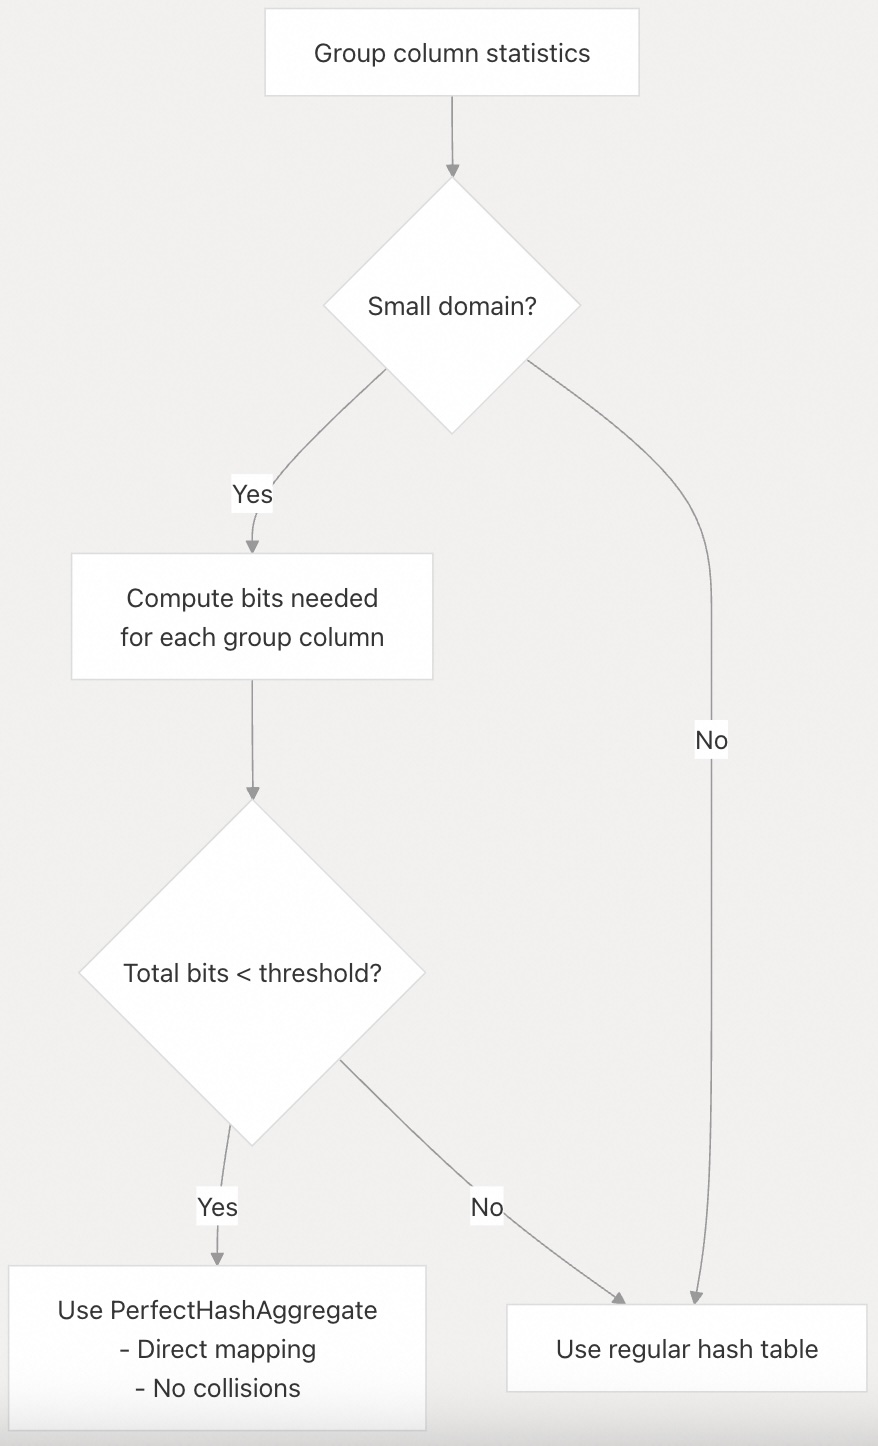 Group column statistics
Small domain?
Yes
Compute bits needed
for each group column
No
Total bits < threshold?
Yes
No
Use PerfectHashAggregate
- Direct mapping
- No collisions
Use regular hash table